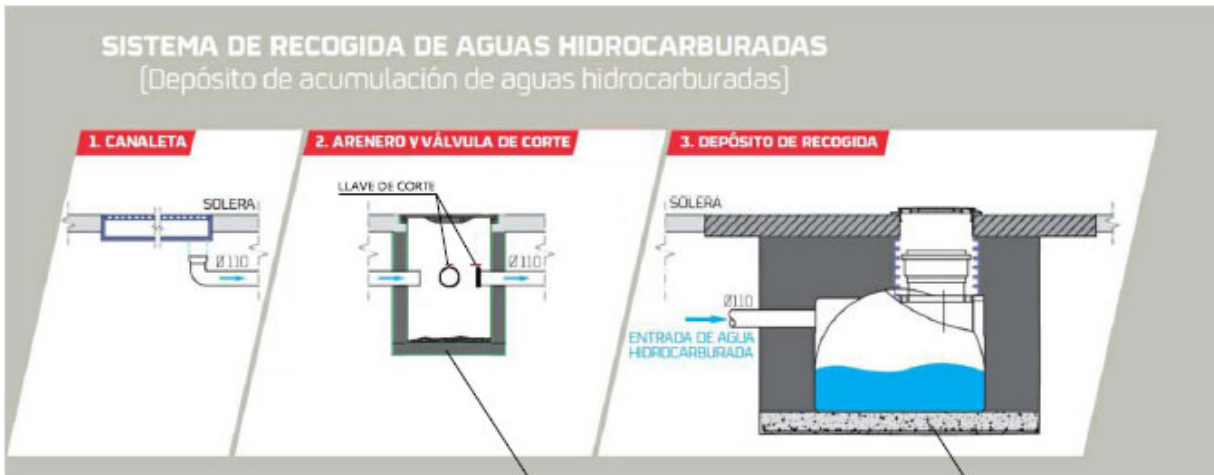 SISTEMA DE RECOGIDA DE AGUAS HIDROCARBURADAS
[Depósito de acumulación de aguas hidrocarburadas]
1. CANALETA
SOLERA
Ø110
2. ARENERO Y VÁLVULA DE CORTE
LLAVE DE CORTE
Ø110
3. DEPÓSITO DE RECOGIDA
SOLERA
Ø110
ENTRADA DE AGUA
HIDROCARBURADA